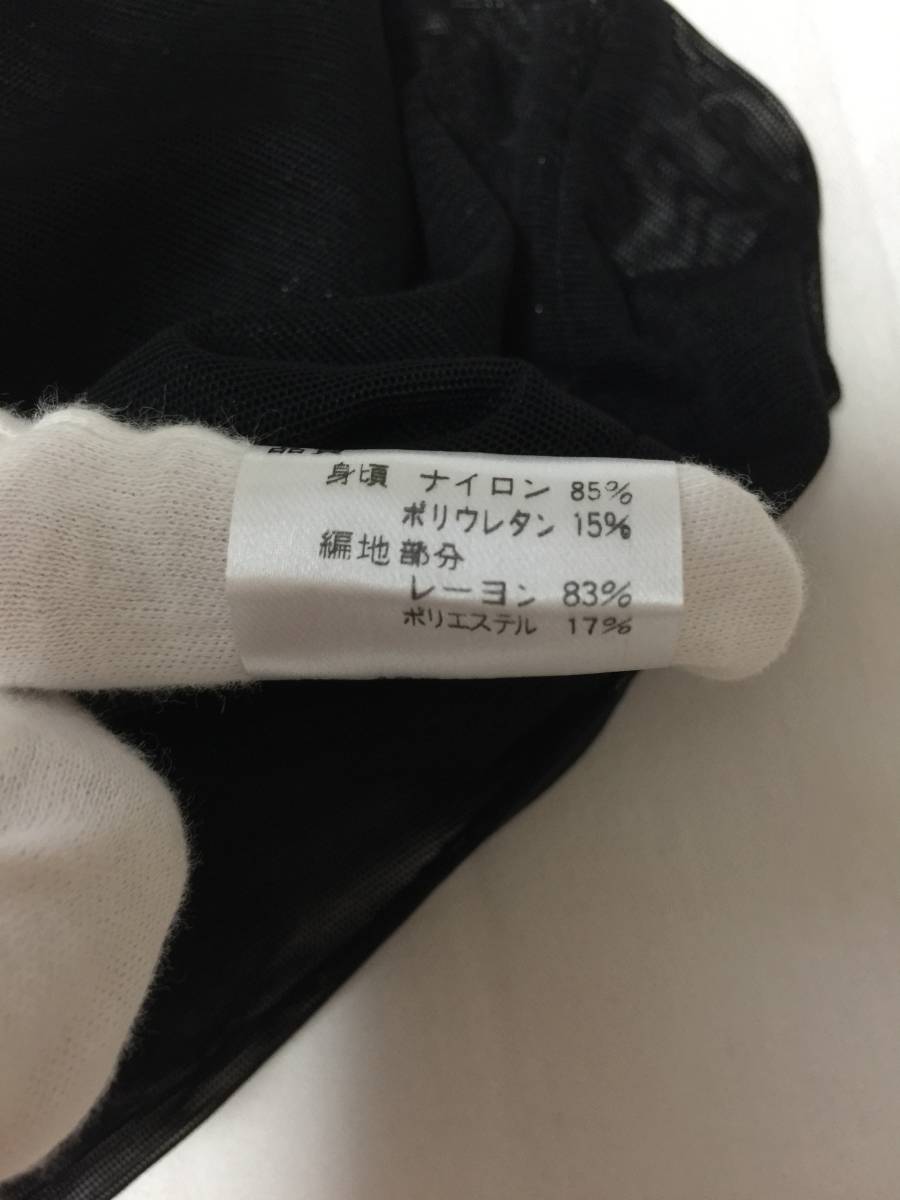 身頃 ナイロン 85%
ポリウレタン 15%
編地部分
レーヨン 83%
ポリエステル 17%